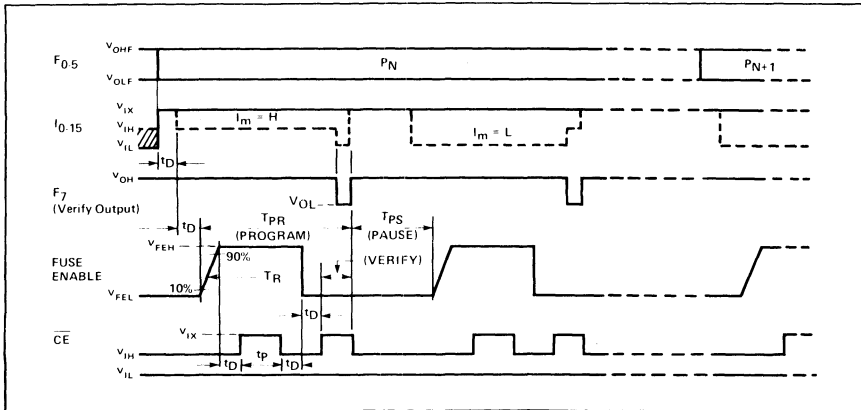 F0-5
VOHF
VOLF
PN
PN+1
I0-15
VIX
VIH
VIL
Im = H
Im = L
tD
F7
(Verify Output)
VOH
VOL
tD
TPR
(PROGRAM)
TPS
(PAUSE)
(VERIFY)
FUSE
ENABLE
VFEH
VFEL
90%
10%
TR
tD
CE
VIX
VIH
VIL
tD
tP
tD